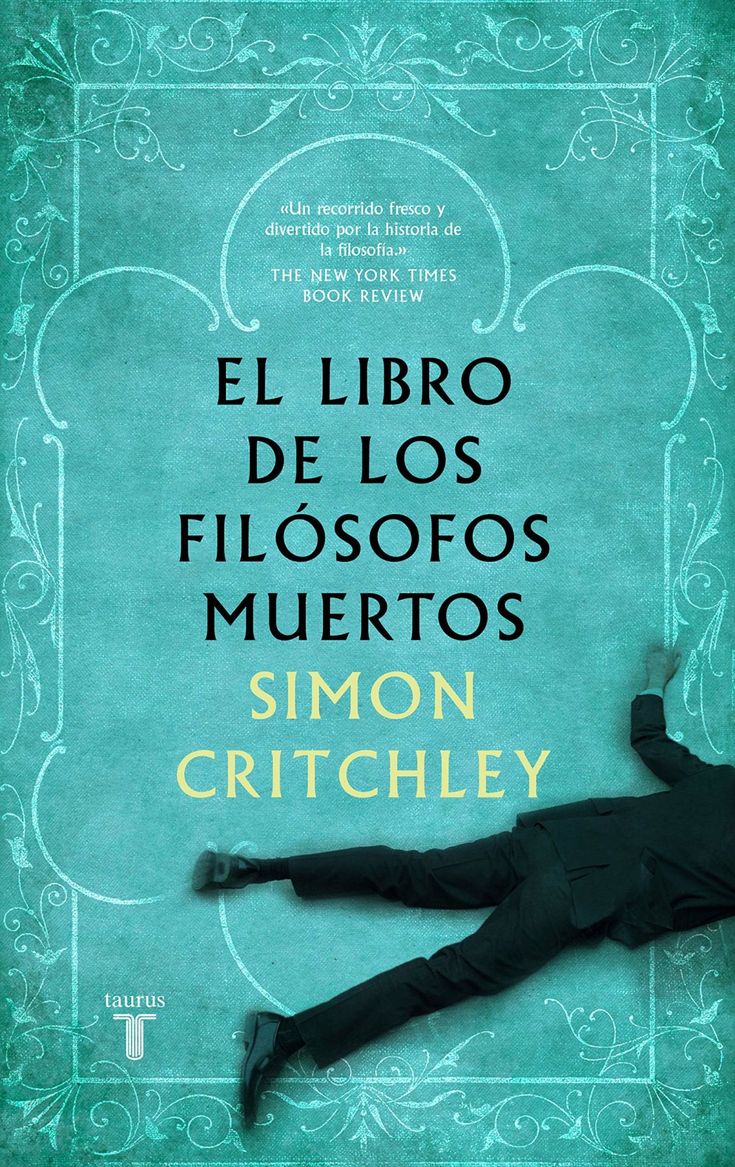 «Un recorrido fresco y
divertido por la historia de
la filosofía.»
THE NEW YORK TIMES
BOOK REVIEW
EL LIBRO
DE LOS
FILÓSOFOS
MUERTOS
SIMON
CRITCHLEY
taurus
T